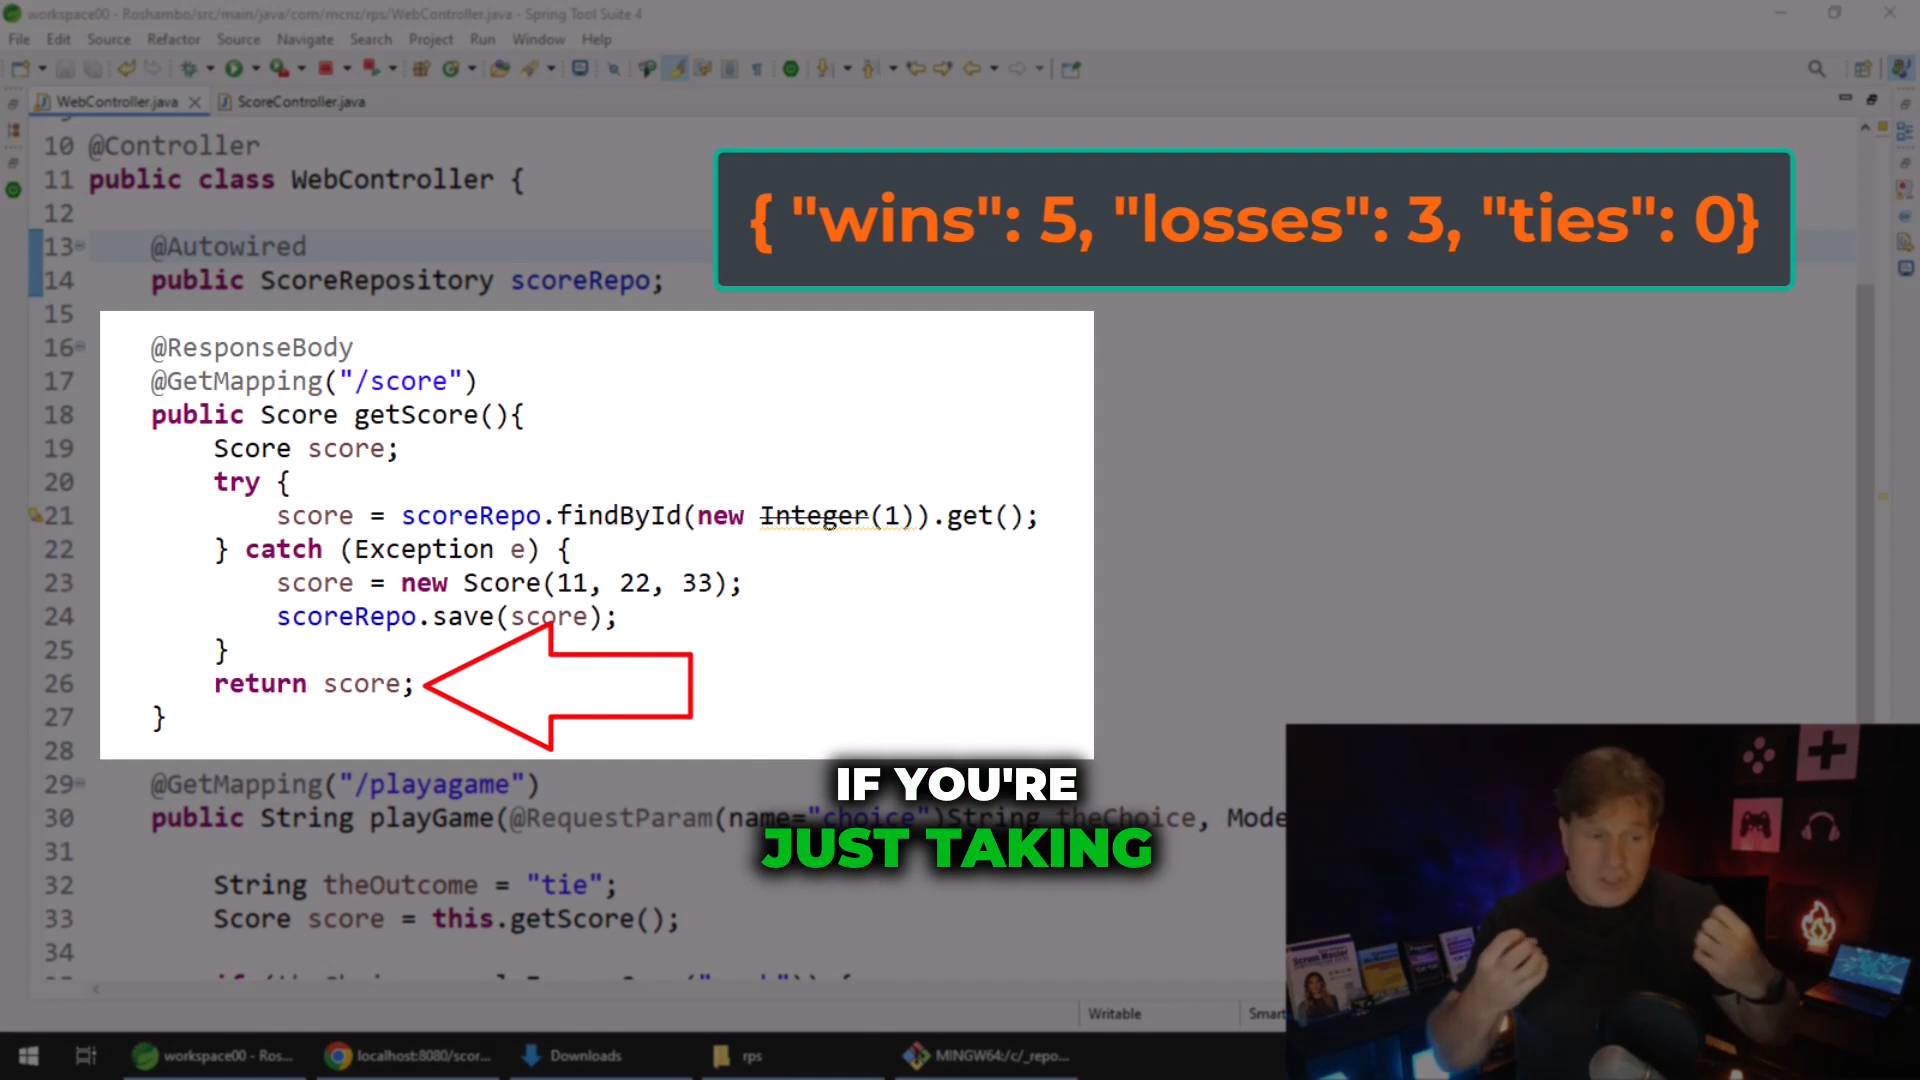 workspace00 - Roshambo/src/main/java/com/mcnz/rps/WebController.java - Spring Tool Suite 4
File Edit Source Refactor Source Navigate Search Project Run Window Help
WebController.java ScoreController.java
10 @Controller
11 public class WebController {
12
{ "wins": 5, "losses": 3, "ties": 0}
13 @Autowired
14 public ScoreRepository scoreRepo;
15
16 @ResponseBody
17 @GetMapping("/score")
18 public Score getScore(){
19 Score score;
20 try {
21 score = scoreRepo.findById(new Integer(1)).get();
22 } catch (Exception e) {
23 score = new Score(11, 22, 33);
24 scoreRepo.save(score);
25 }
26 return score;
27 }
28
29 @GetMapping("/playagame")
30 public String playGame(@RequestParam(name="choice")String theChoice, Mode
IF YOU'RE
JUST TAKING
31
32 String theOutcome = "tie";
33 Score score = this.getScore();
34
Scrum Master
Writable Smart
workspace00 - Ros... localhost:8080/scor... Downloads rps MINGW64:/c/_repo...